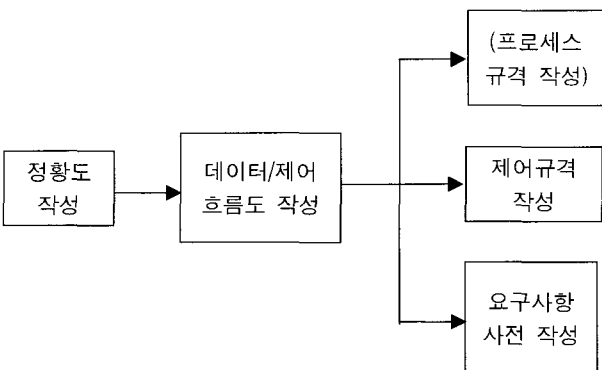 (프로세스
규격 작성)
정황도
작성
데이터/제어
흐름도 작성
제어규격
작성
요구사항
사전 작성